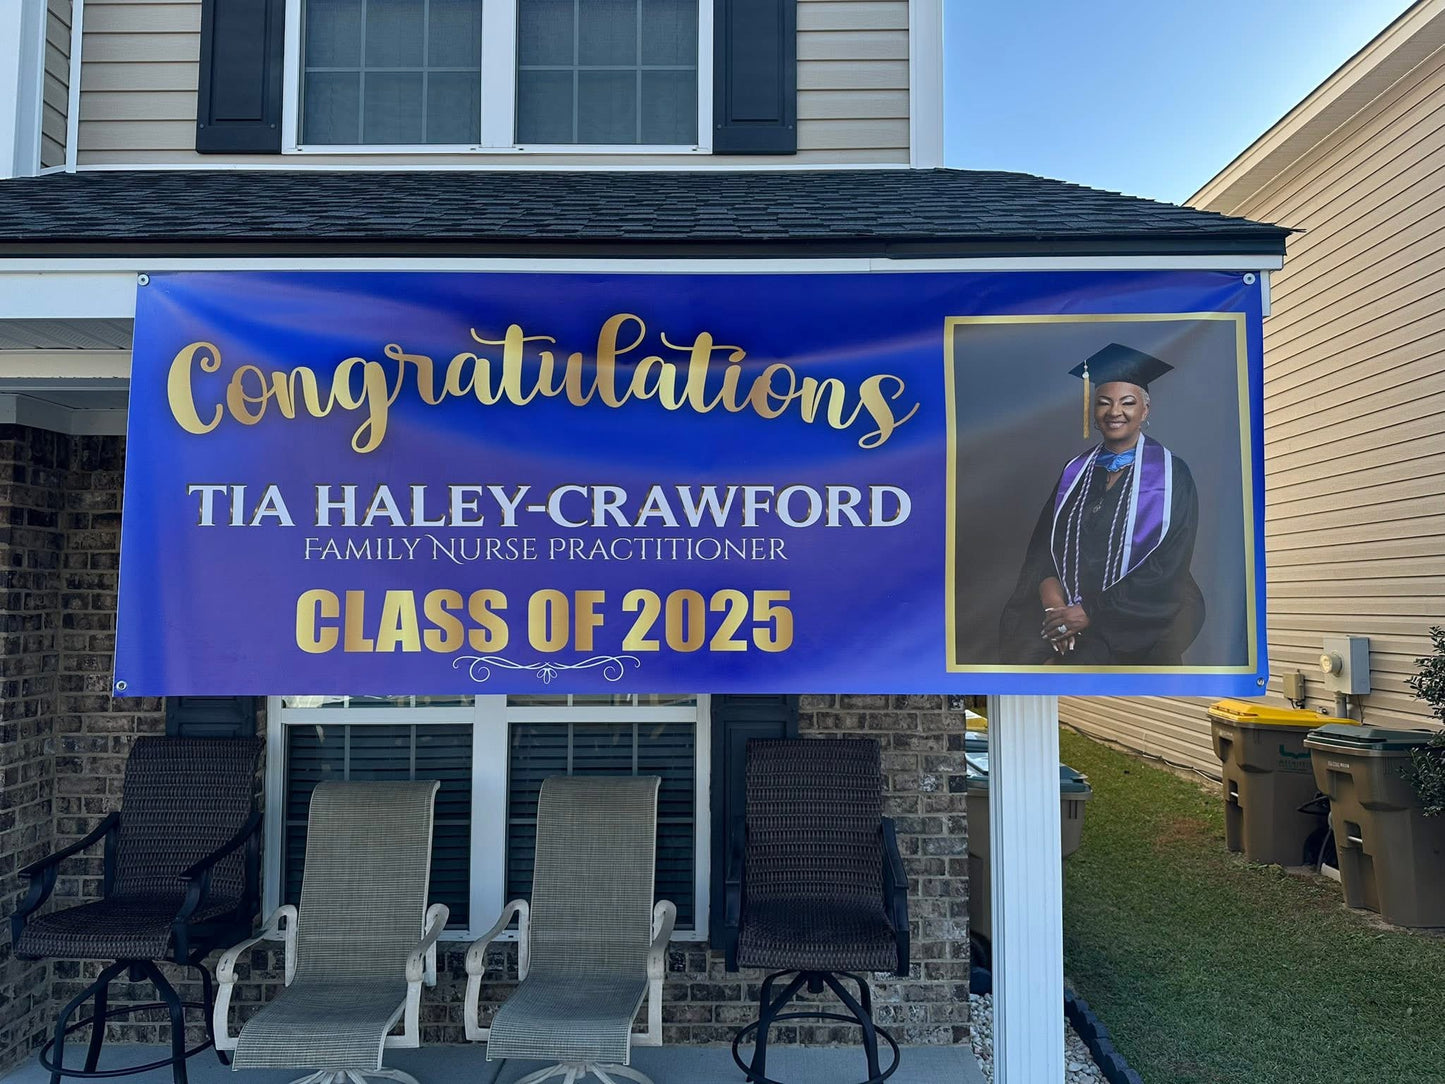 Congratulations
TIA HALEY-CRAWFORD
FAMILY NURSE PRACTITIONER
CLASS OF 2025